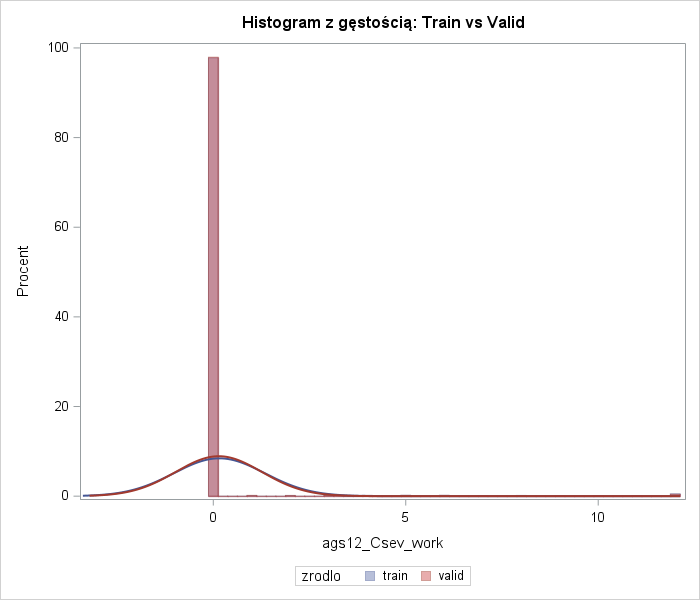 Histogram z gęstością: Train vs Valid
100
80
60
40
20
0
Procent
0 5 10
ags12_Csev_work
zrodlo train valid